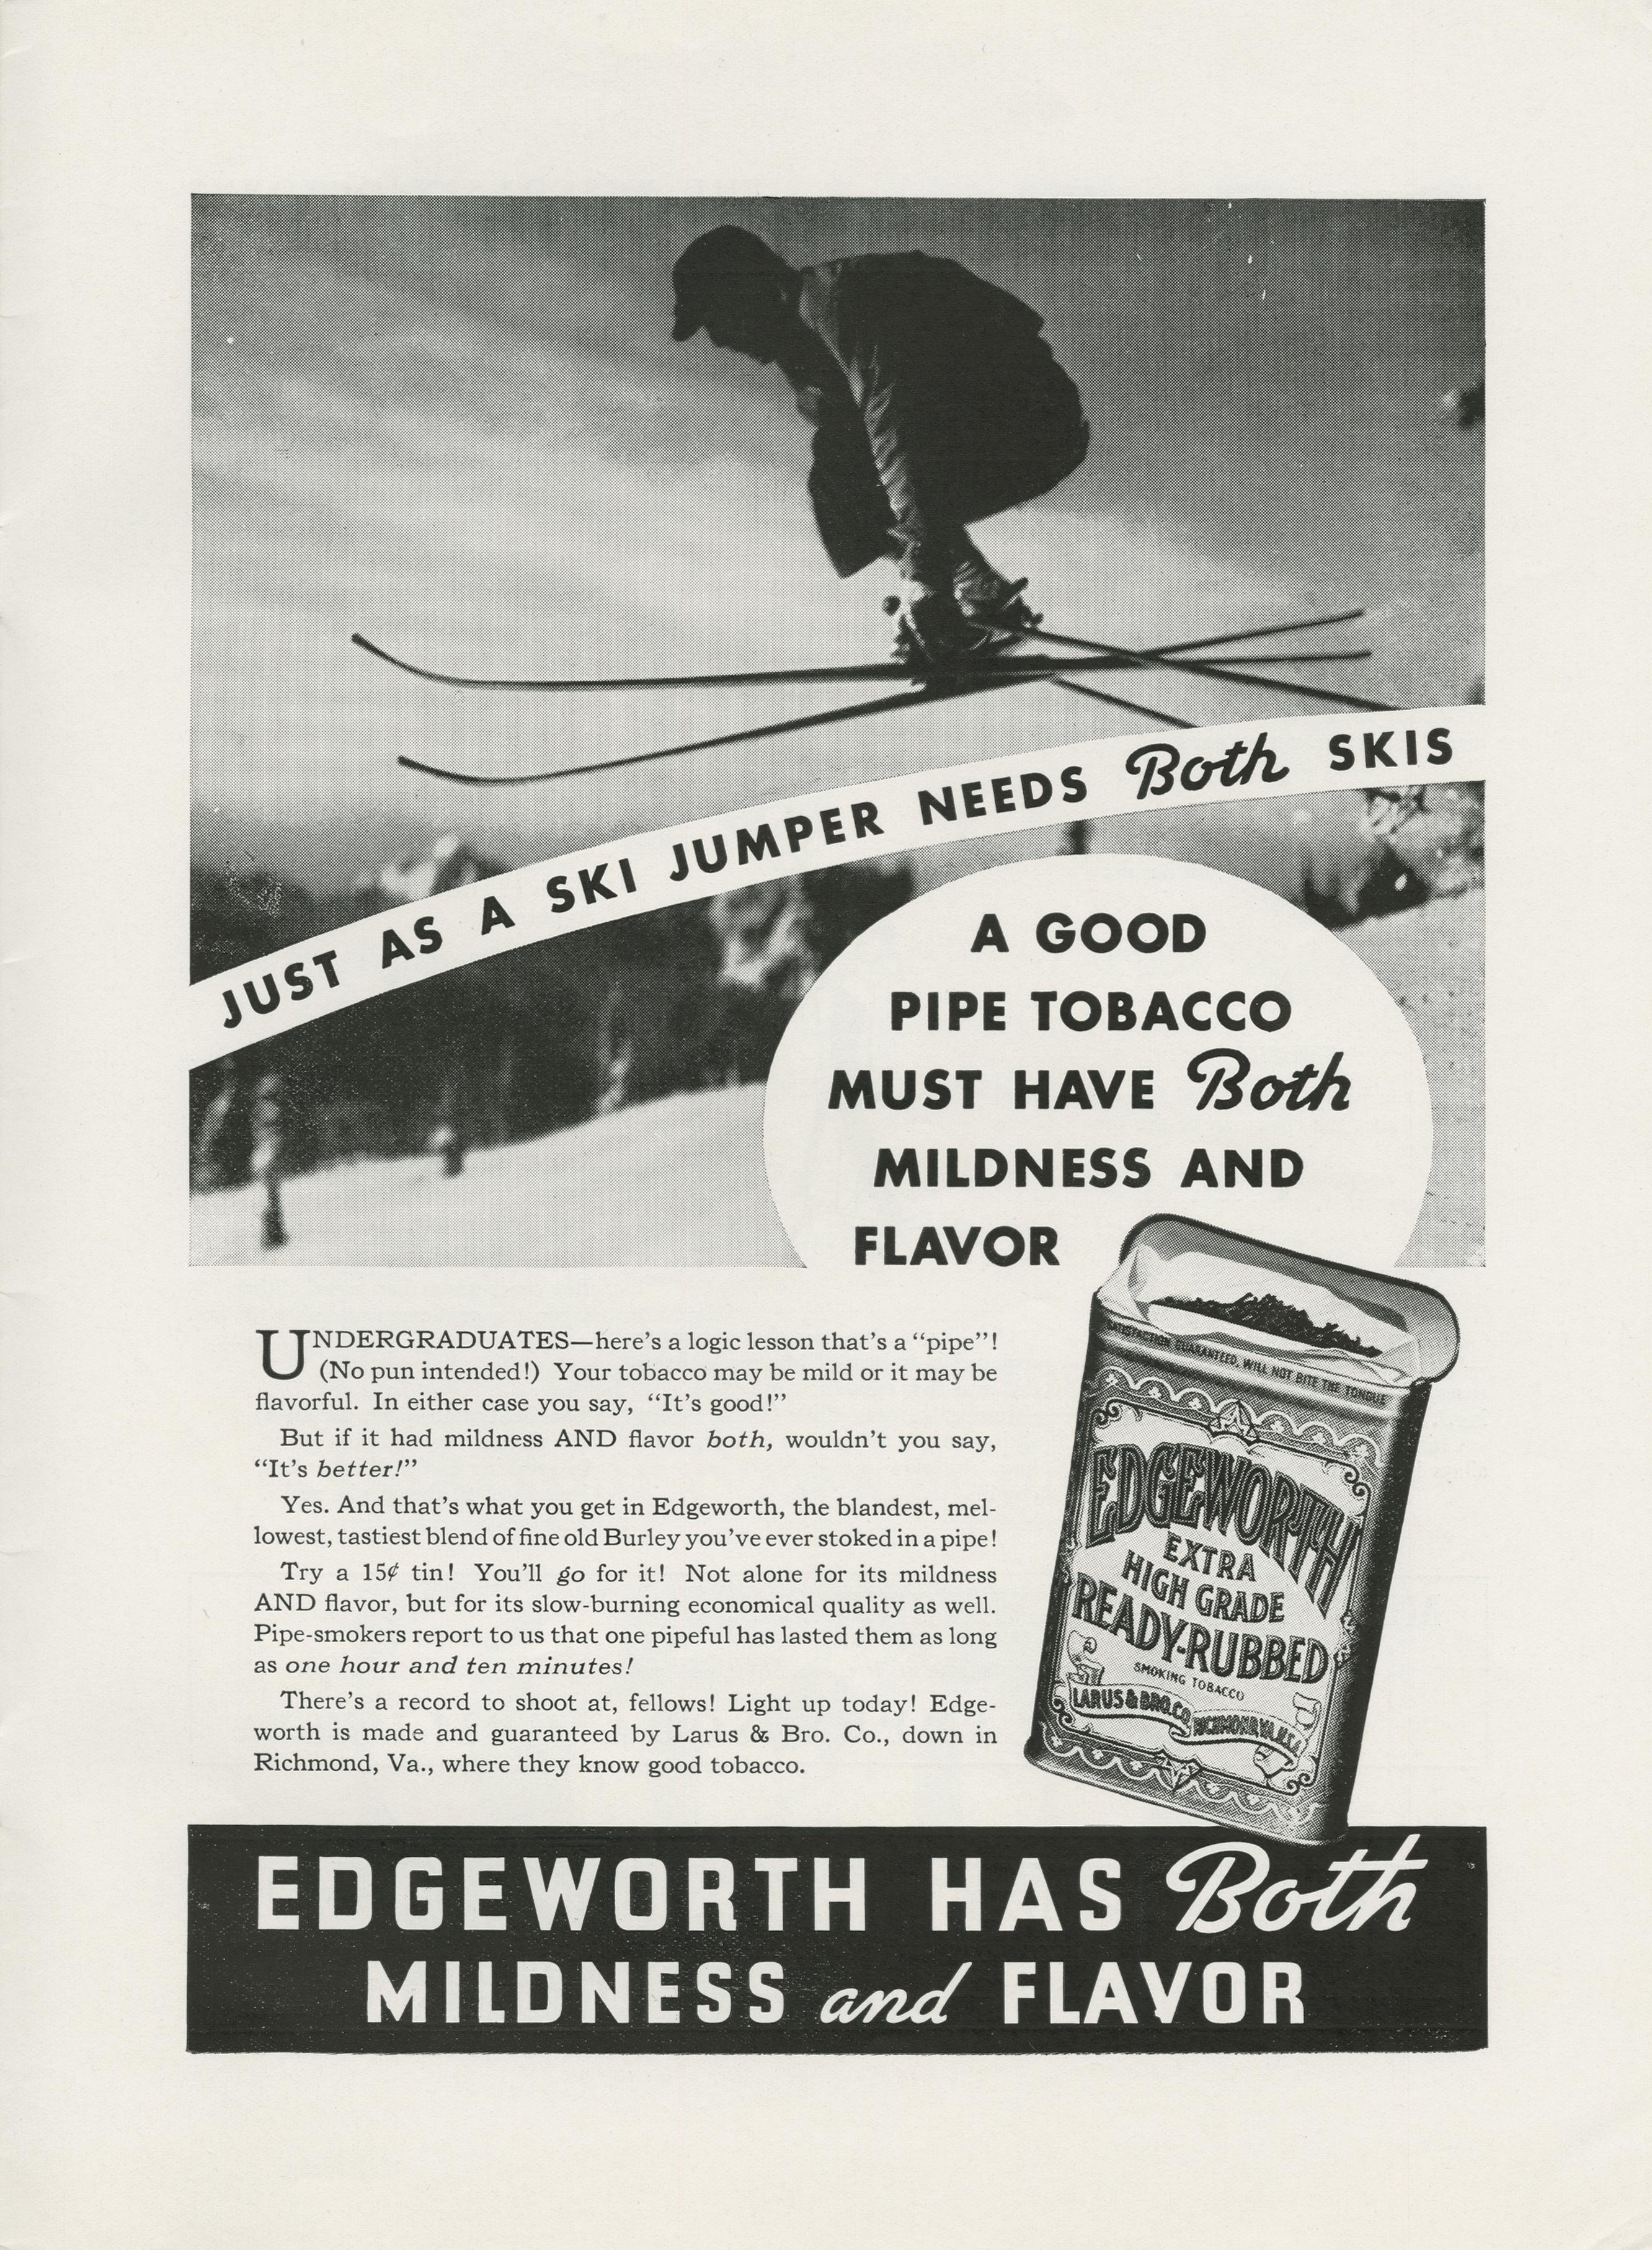 JUST AS A SKI JUMPER NEEDS Both SKIS
A GOOD
PIPE TOBACCO
MUST HAVE Both
MILDNESS AND
FLAVOR
UNDERGRADUATES—here's a logic lesson that's a “pipe”!
(No pun intended!) Your tobacco may be mild or it may be
flavorful. In either case you say, “It's good!”
But if it had mildness AND flavor both, wouldn't you say,
“It's better!”
Yes. And that's what you get in Edgeworth, the blandest, mel-
lowest, tastiest blend of fine old Burley you've ever stoked in a pipe!
Try a 15¢ tin! You'll go for it! Not alone for its mildness
AND flavor, but for its slow-burning economical quality as well.
Pipe-smokers report to us that one pipeful has lasted them as long
as one hour and ten minutes!
There's a record to shoot at, fellows! Light up today! Edge-
worth is made and guaranteed by Larus & Bro. Co., down in
Richmond, Va., where they know good tobacco.
SATISFACTION GUARANTEED, WILL NOT BITE THE TONGUE
EDGEWORTH
EXTRA
HIGH GRADE
READY-RUBBED
SMOKING TOBACCO
LARUS & BRO. CO. RICHMOND, VA. U.S.A.
EDGEWORTH HAS Both
MILDNESS and FLAVOR